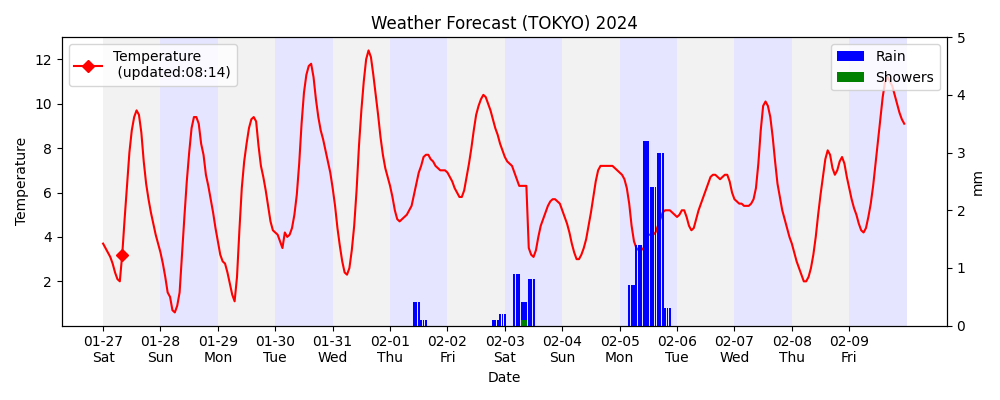 Weather Forecast (TOKYO) 2024
Temperature
(updated:08:14)
Rain
Showers
Temperature
12
10
8
6
4
2
5
4
3
2
1
0
mm
01-27 01-28 01-29 01-30 01-31 02-01 02-02 02-03 02-04 02-05 02-06 02-07 02-08 02-09
Sat Sun Mon Tue Wed Thu Fri Sat Sun Mon Tue Wed Thu Fri
Date